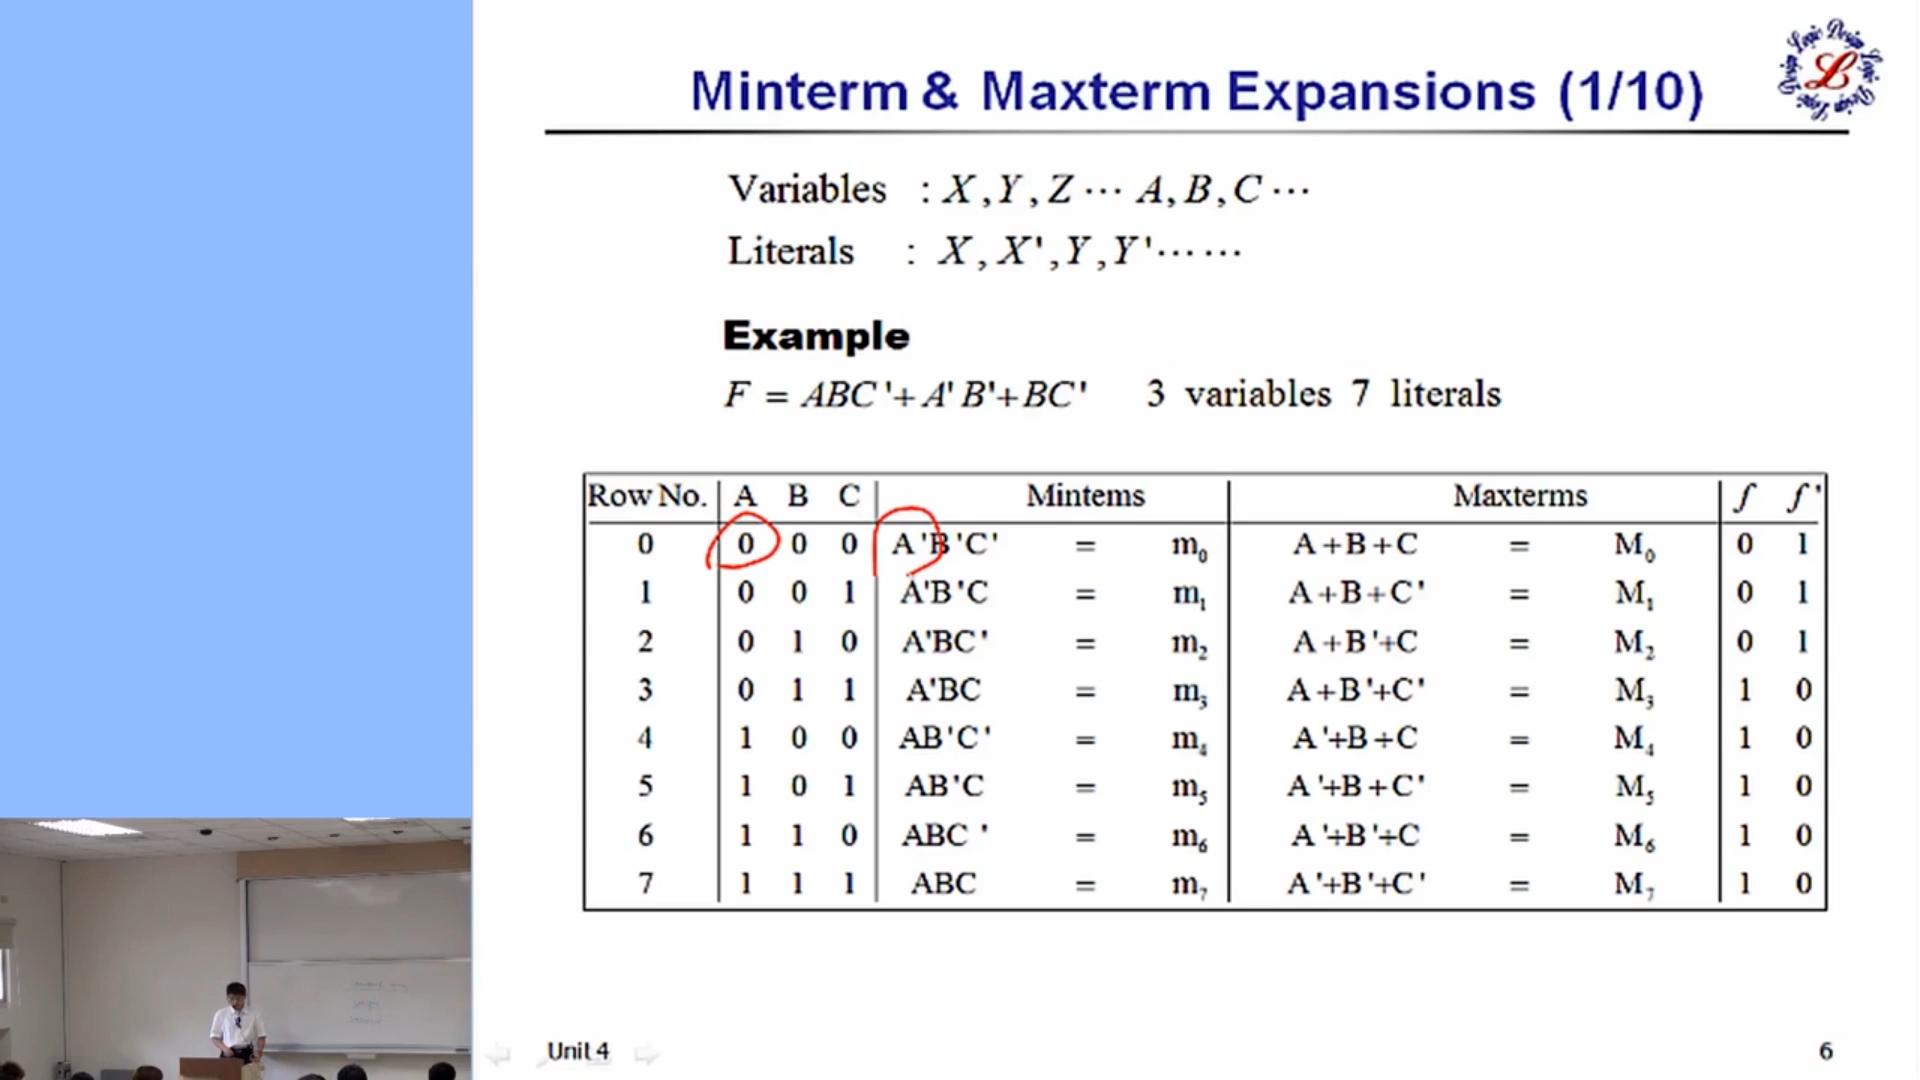 Minterm & Maxterm Expansions (1/10)
Logic Design Logic Design
L
Variables : X,Y,Z⋯ A,B,C⋯
Literals : X,X',Y,Y'⋯⋯
Example
F = ABC'+A'B'+BC' 3 variables 7 literals
Row No. A B C Mintems Maxterms f f'
0 0 0 0 A'B'C' = m₀ A+B+C = M₀ 0 1
1 0 0 1 A'B'C = m₁ A+B+C' = M₁ 0 1
2 0 1 0 A'BC' = m₂ A+B'+C = M₂ 0 1
3 0 1 1 A'BC = m₃ A+B'+C' = M₃ 1 0
4 1 0 0 AB'C' = m₄ A'+B+C = M₄ 1 0
5 1 0 1 AB'C = m₅ A'+B+C' = M₅ 1 0
6 1 1 0 ABC ' = m₆ A'+B'+C = M₆ 1 0
7 1 1 1 ABC = m₇ A'+B'+C' = M₇ 1 0
Unit 4
6